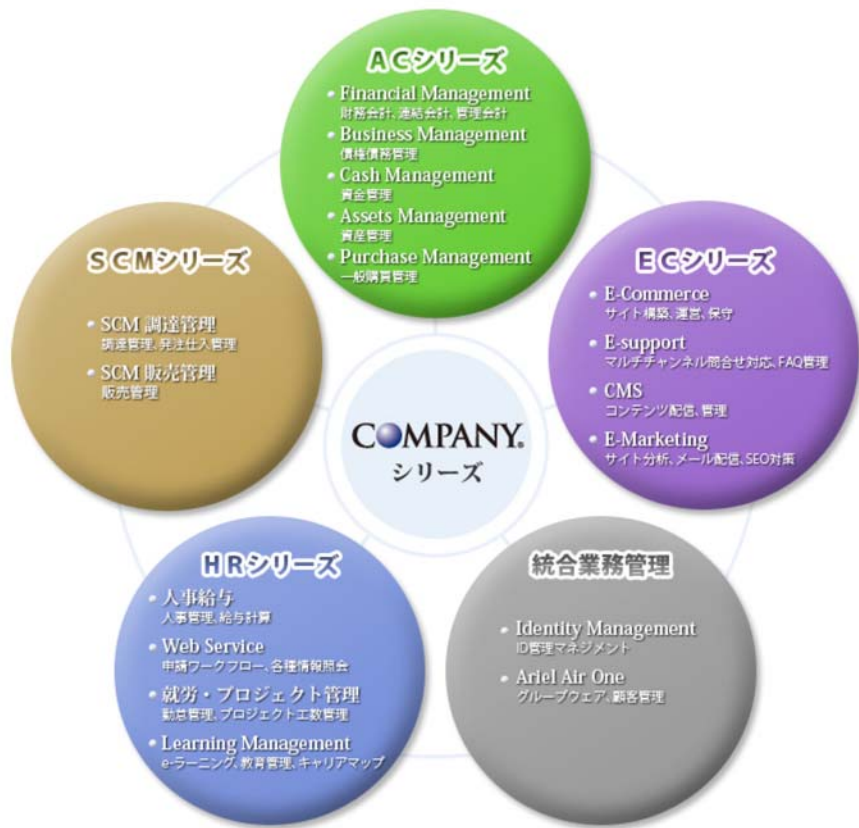 ACシリーズ
Financial Management
財務会計、連結会計、管理会計
Business Management
債権債務管理
Cash Management
資金管理
Assets Management
資産管理
Purchase Management
一般購買管理
SCMシリーズ
SCM 調達管理
調達管理、発注仕入管理
SCM 販売管理
販売管理
ECシリーズ
E-Commerce
サイト構築、運営、保守
E-support
マルチチャンネル問合せ対応、FAQ管理
CMS
コンテンツ配信、管理
E-Marketing
サイト分析、メール配信、SEO対策
COMPANY®
シリーズ
HRシリーズ
人事給与
人事管理、給与計算
Web Service
申請ワークフロー、各種情報照会
就労・プロジェクト管理
勤怠管理、プロジェクト工数管理
Learning Management
e-ラーニング、教育管理、キャリアマップ
統合業務管理
Identity Management
ID管理マネジメント
Ariel Air One
グループウェア、顧客管理